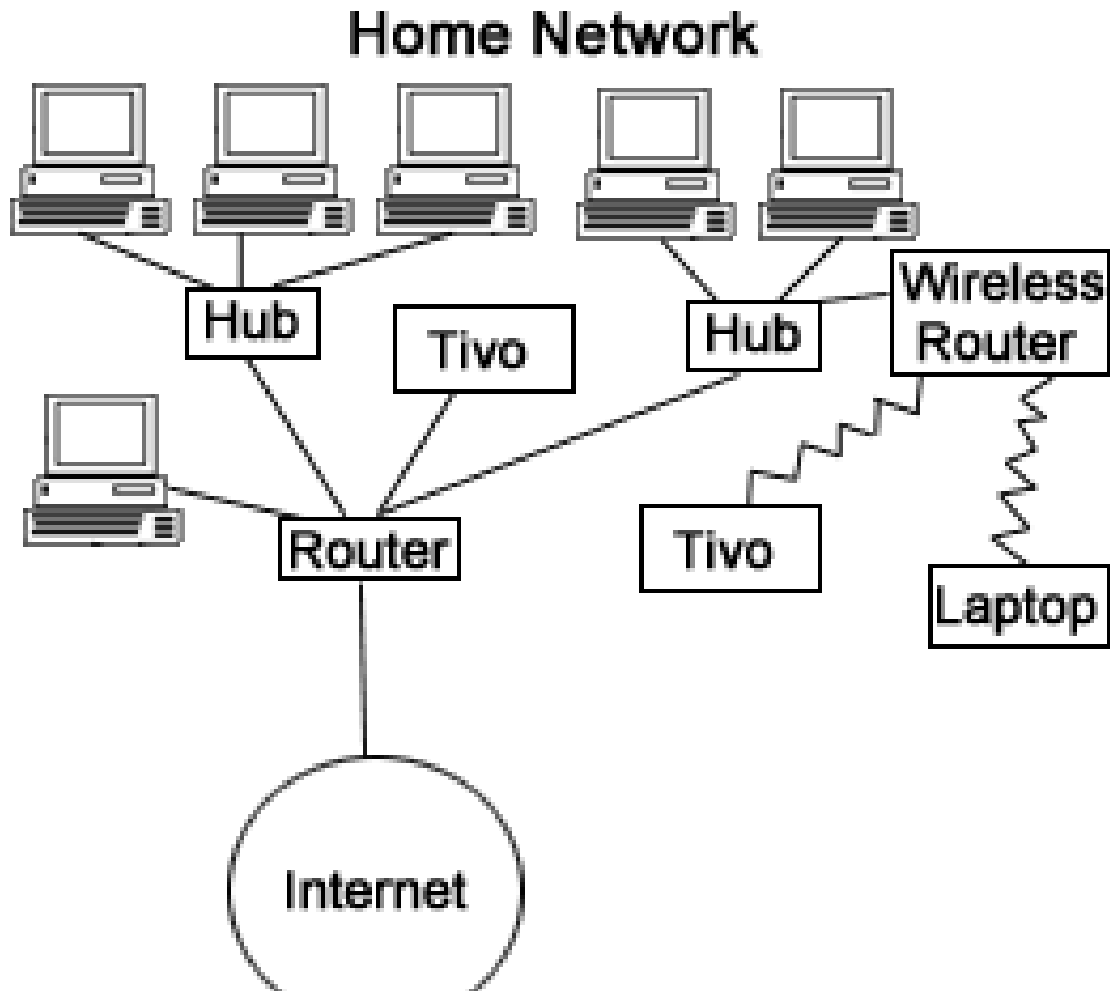 Home Network
Hub
Tivo
Hub
Wireless
Router
Router
Tivo
Laptop
Internet